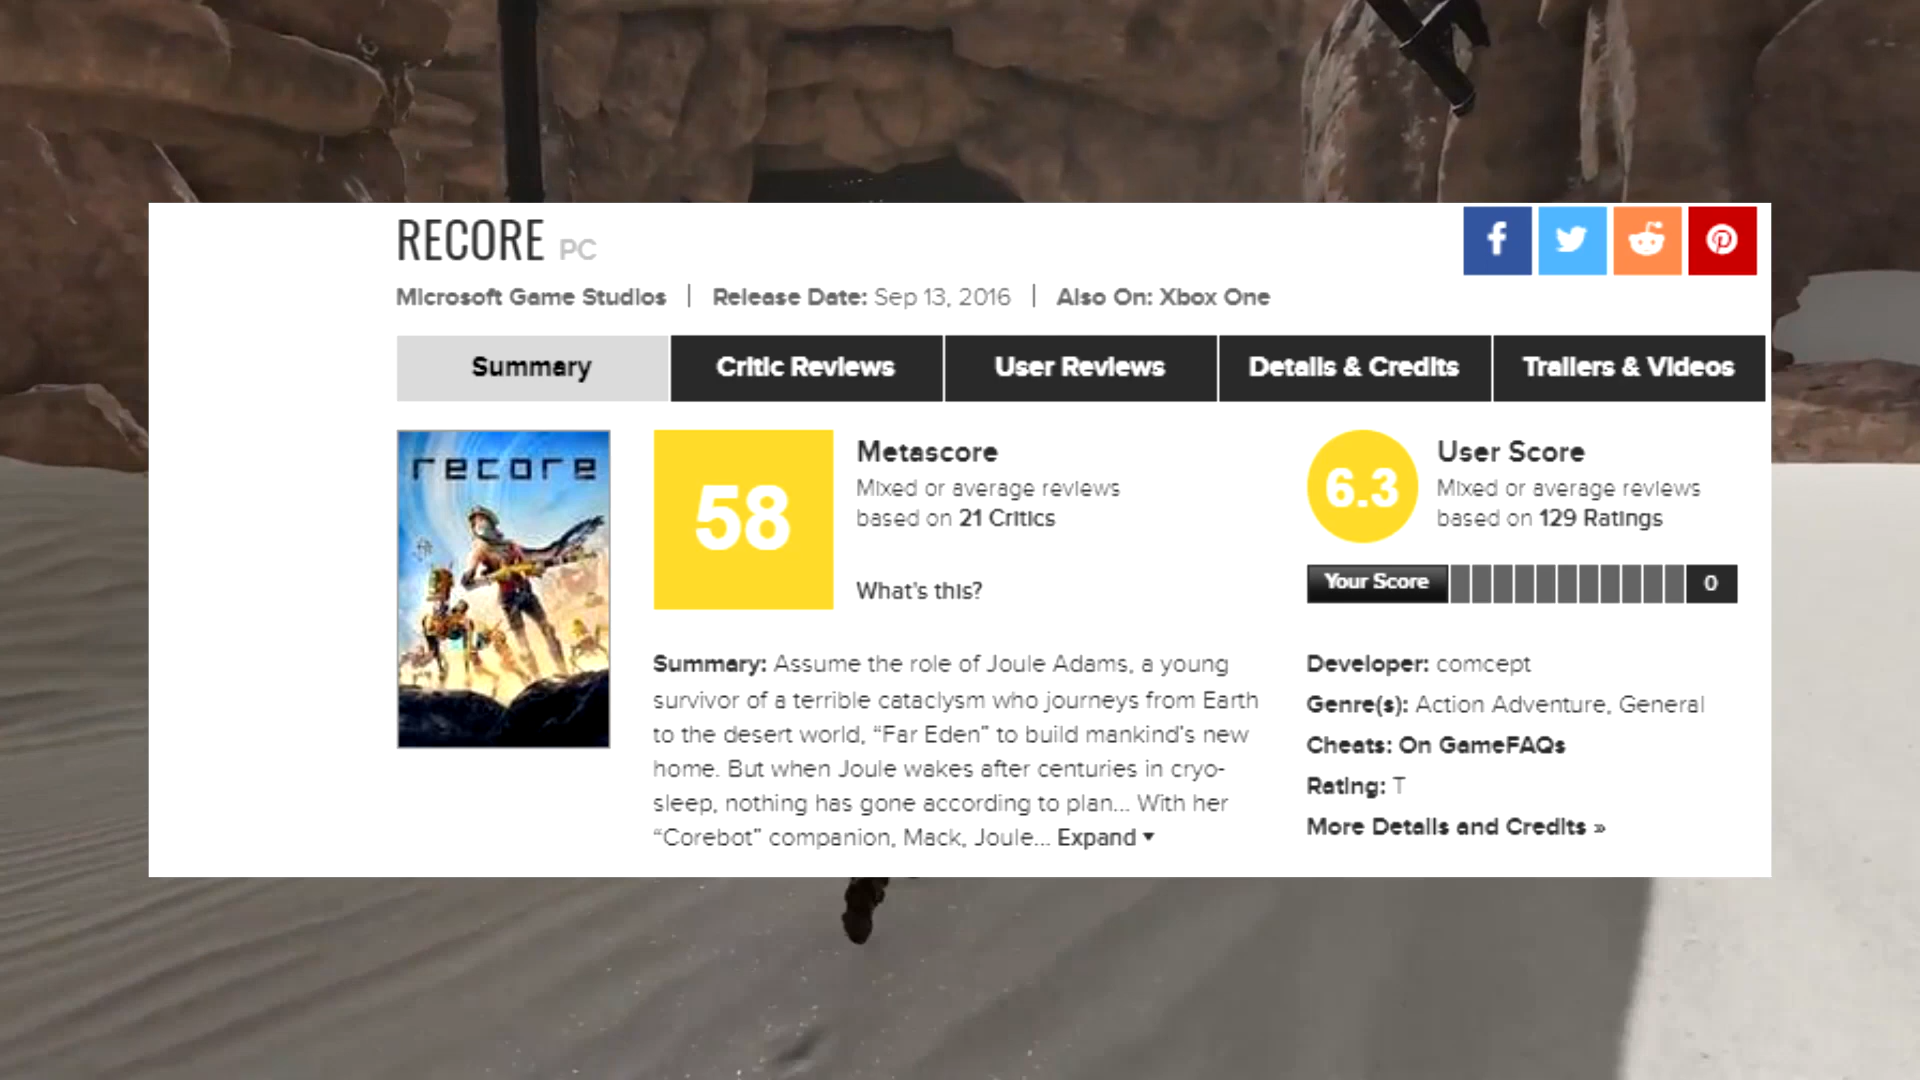 RECORE PC
Microsoft Game Studios | Release Date: Sep 13, 2016 | Also On: Xbox One
Summary Critic Reviews User Reviews Details & Credits Trailers & Videos
recore
58
Metascore
Mixed or average reviews
based on 21 Critics
What's this?
6.3
User Score
Mixed or average reviews
based on 129 Ratings
Your Score 0
Summary: Assume the role of Joule Adams, a young
survivor of a terrible cataclysm who journeys from Earth
to the desert world, “Far Eden” to build mankind’s new
home. But when Joule wakes after centuries in cryo-
sleep, nothing has gone according to plan... With her
“Corebot” companion, Mack, Joule... Expand ▼
Developer: comcept
Genre(s): Action Adventure, General
Cheats: On GameFAQs
Rating: T
More Details and Credits »